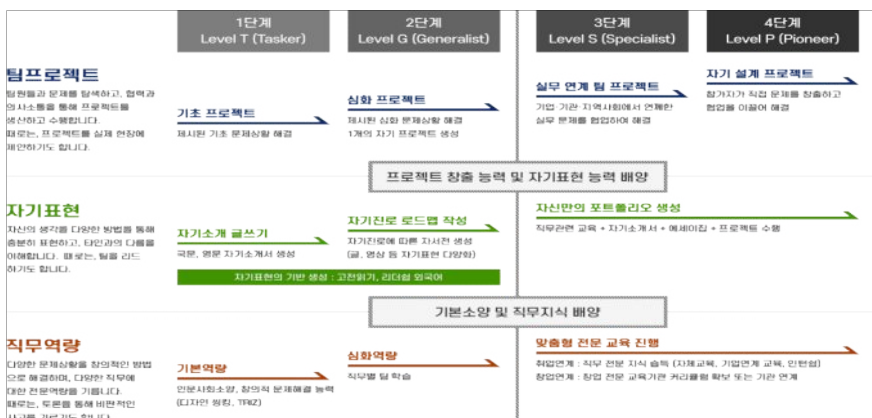 1단계
Level T (Tasker)
2단계
Level G (Generalist)
3단계
Level S (Specialist)
4단계
Level P (Pioneer)
팀프로젝트
팀원들과 문제를 탐색하고, 협력과
의사소통을 통해 프로젝트를
생산하고 수행합니다.
때로는, 프로젝트를 실제 현장에
제안하기도 합니다.
기초 프로젝트
제시된 기초 문제상황 해결
심화 프로젝트
제시된 심화 문제상황 해결
1개의 자기 프로젝트 생성
실무 연계 팀 프로젝트
기업·기관·지역사회에서 연계한
실무 문제를 협업하여 해결
자기 설계 프로젝트
참가자가 직접 문제를 창출하고
협업을 이끌어 해결
프로젝트 창출 능력 및 자기표현 능력 배양
자기표현
자신의 생각을 다양한 방법을 통해
충분히 표현하고, 타인과의 다름을
이해합니다. 때로는, 팀을 리드
하기도 합니다.
자기소개 글쓰기
국문, 영문 자기소개서 생성
자기진로 로드맵 작성
자기진로에 따른 자서전 생성
(글, 영상 등 자기표현 다양화)
자신만의 포트폴리오 생성
직무관련 교육 + 자기소개서 + 에세이집 + 프로젝트 수행
자기표현의 기반 생성 : 고전읽기, 리더쉽 외국어
기본소양 및 직무지식 배양
직무역량
다양한 문제상황을 창의적인 방법
으로 해결하며, 다양한 직무에
대한 전문역량을 기릅니다.
때로는, 토론을 통해 비판적인
사고를 기르기도 합니다.
기본역량
인문사회소양, 창의적 문제해결 능력
(디자인 씽킹, TRIZ)
심화역량
직무별 팀 학습
맞춤형 전문 교육 진행
취업연계 : 직무 전문 지식 습득 (자체교육, 기업연계 교육, 인턴쉽)
창업연계 : 창업 전문 교육기관 커리큘럼 확보 또는 기관 연계